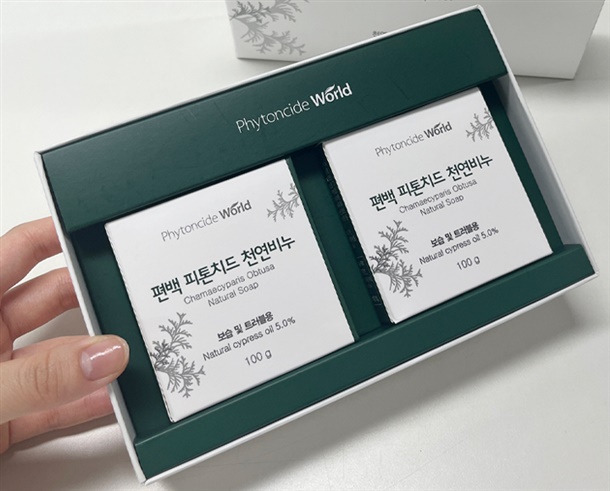 Phytoncide World
Phytoncide World
편백 피톤치드 천연비누
Chamaecyparis Obtusa
Natural Soap
보습 및 트러블용
Natural cypress oil 5.0%
100 g
Phytoncide World
편백 피톤치드 천연비누
Chamaecyparis Obtusa
Natural Soap
보습 및 트러블용
Natural cypress oil 5.0%
100 g